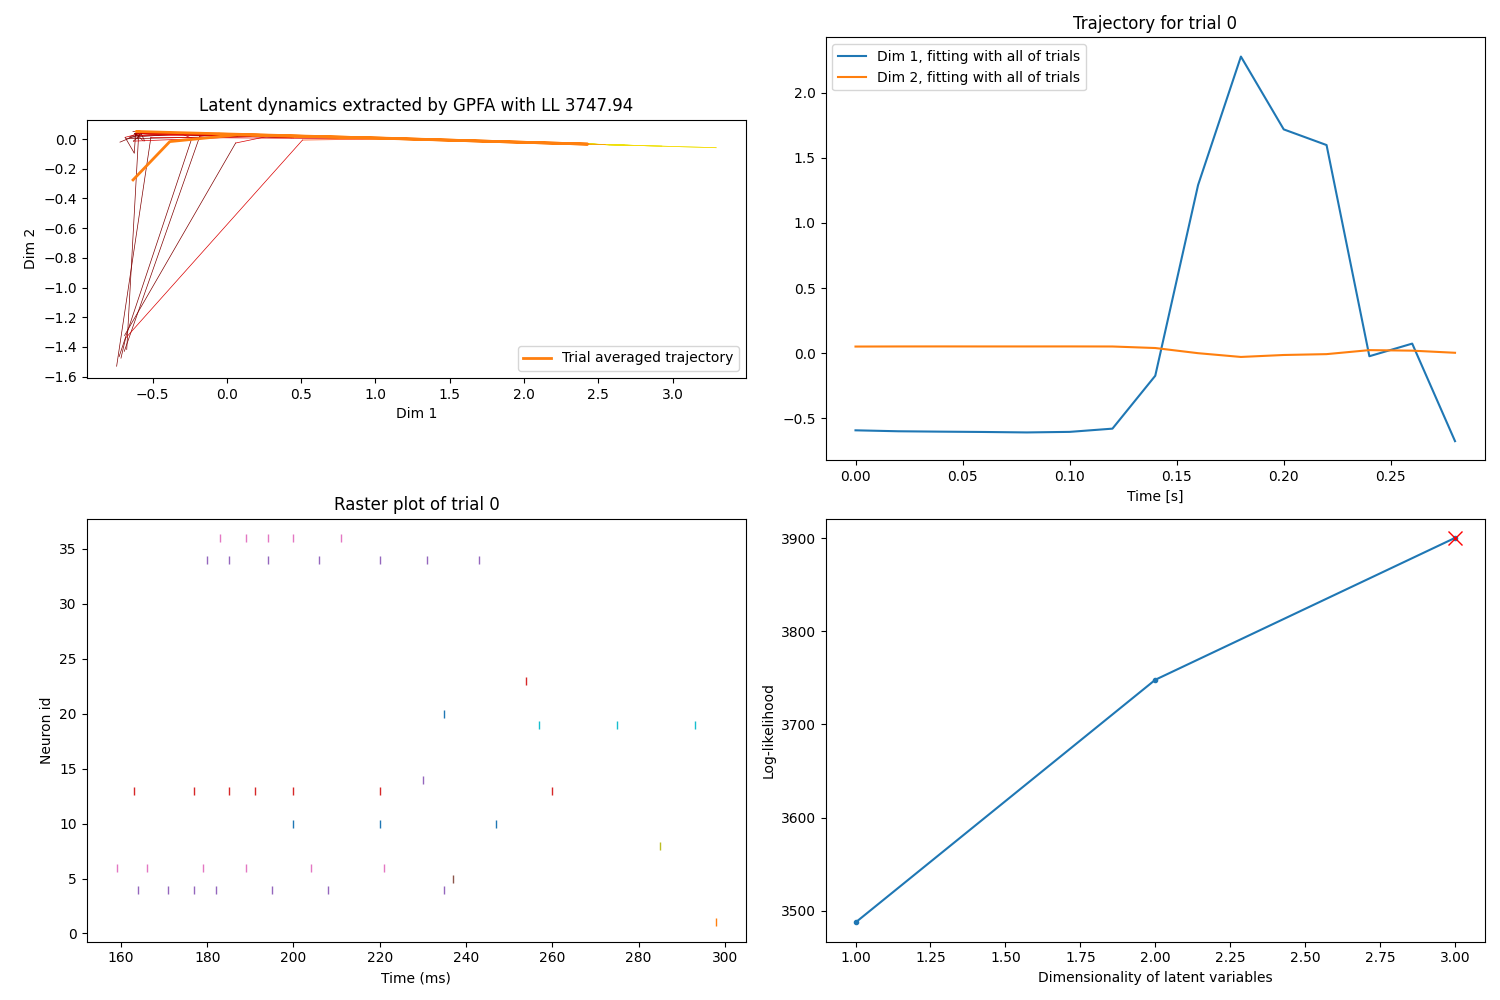 Latent dynamics extracted by GPFA with LL 3747.94
0.0
−0.2
−0.4
−0.6
−0.8
−1.0
−1.2
−1.4
−1.6
Dim 2
Trial averaged trajectory
−0.5 0.0 0.5 1.0 1.5 2.0 2.5 3.0
Dim 1
Trajectory for trial 0
Dim 1, fitting with all of trials
Dim 2, fitting with all of trials
2.0
1.5
1.0
0.5
0.0
−0.5
0.00 0.05 0.10 0.15 0.20 0.25
Time [s]
Raster plot of trial 0
35
30
25
20
15
10
5
0
Neuron id
160 180 200 220 240 260 280 300
Time (ms)
3900
3800
3700
3600
3500
Log-likelihood
1.00 1.25 1.50 1.75 2.00 2.25 2.50 2.75 3.00
Dimensionality of latent variables